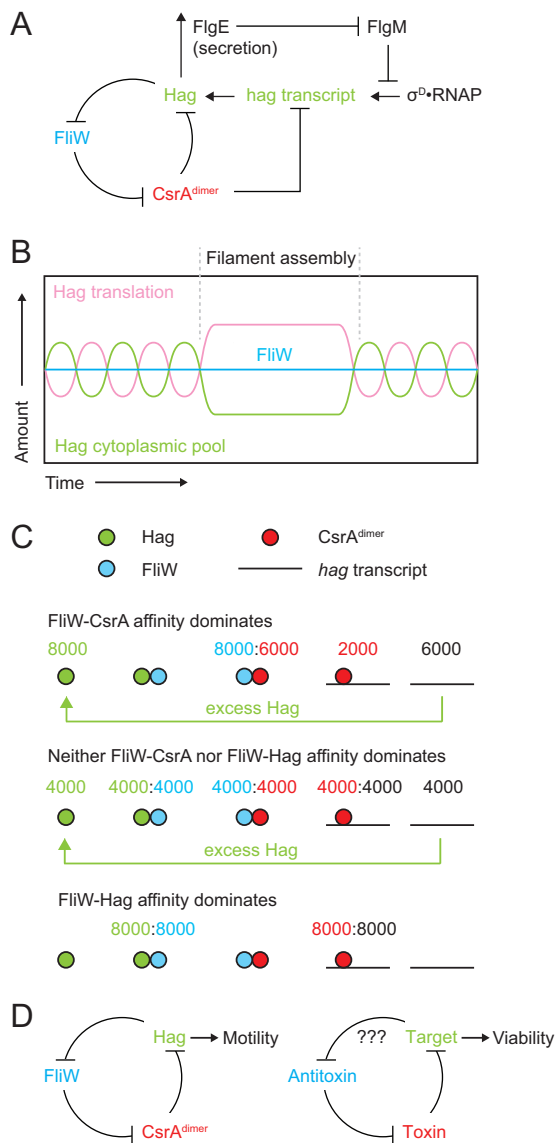 A
FlgE
(secretion)
FlgM
Hag
hag transcript
σD•RNAP
FliW
CsrAdimer
B
Filament assembly
Hag translation
FliW
Hag cytoplasmic pool
Amount
Time
C
Hag
CsrAdimer
FliW
hag transcript
FliW-CsrA affinity dominates
8000
8000:6000
2000
6000
excess Hag
Neither FliW-CsrA nor FliW-Hag affinity dominates
4000
4000:4000
4000:4000
4000:4000
4000
excess Hag
FliW-Hag affinity dominates
8000:8000
8000:8000
D
Hag
Motility
FliW
CsrAdimer
???
Target
Viability
Antitoxin
Toxin